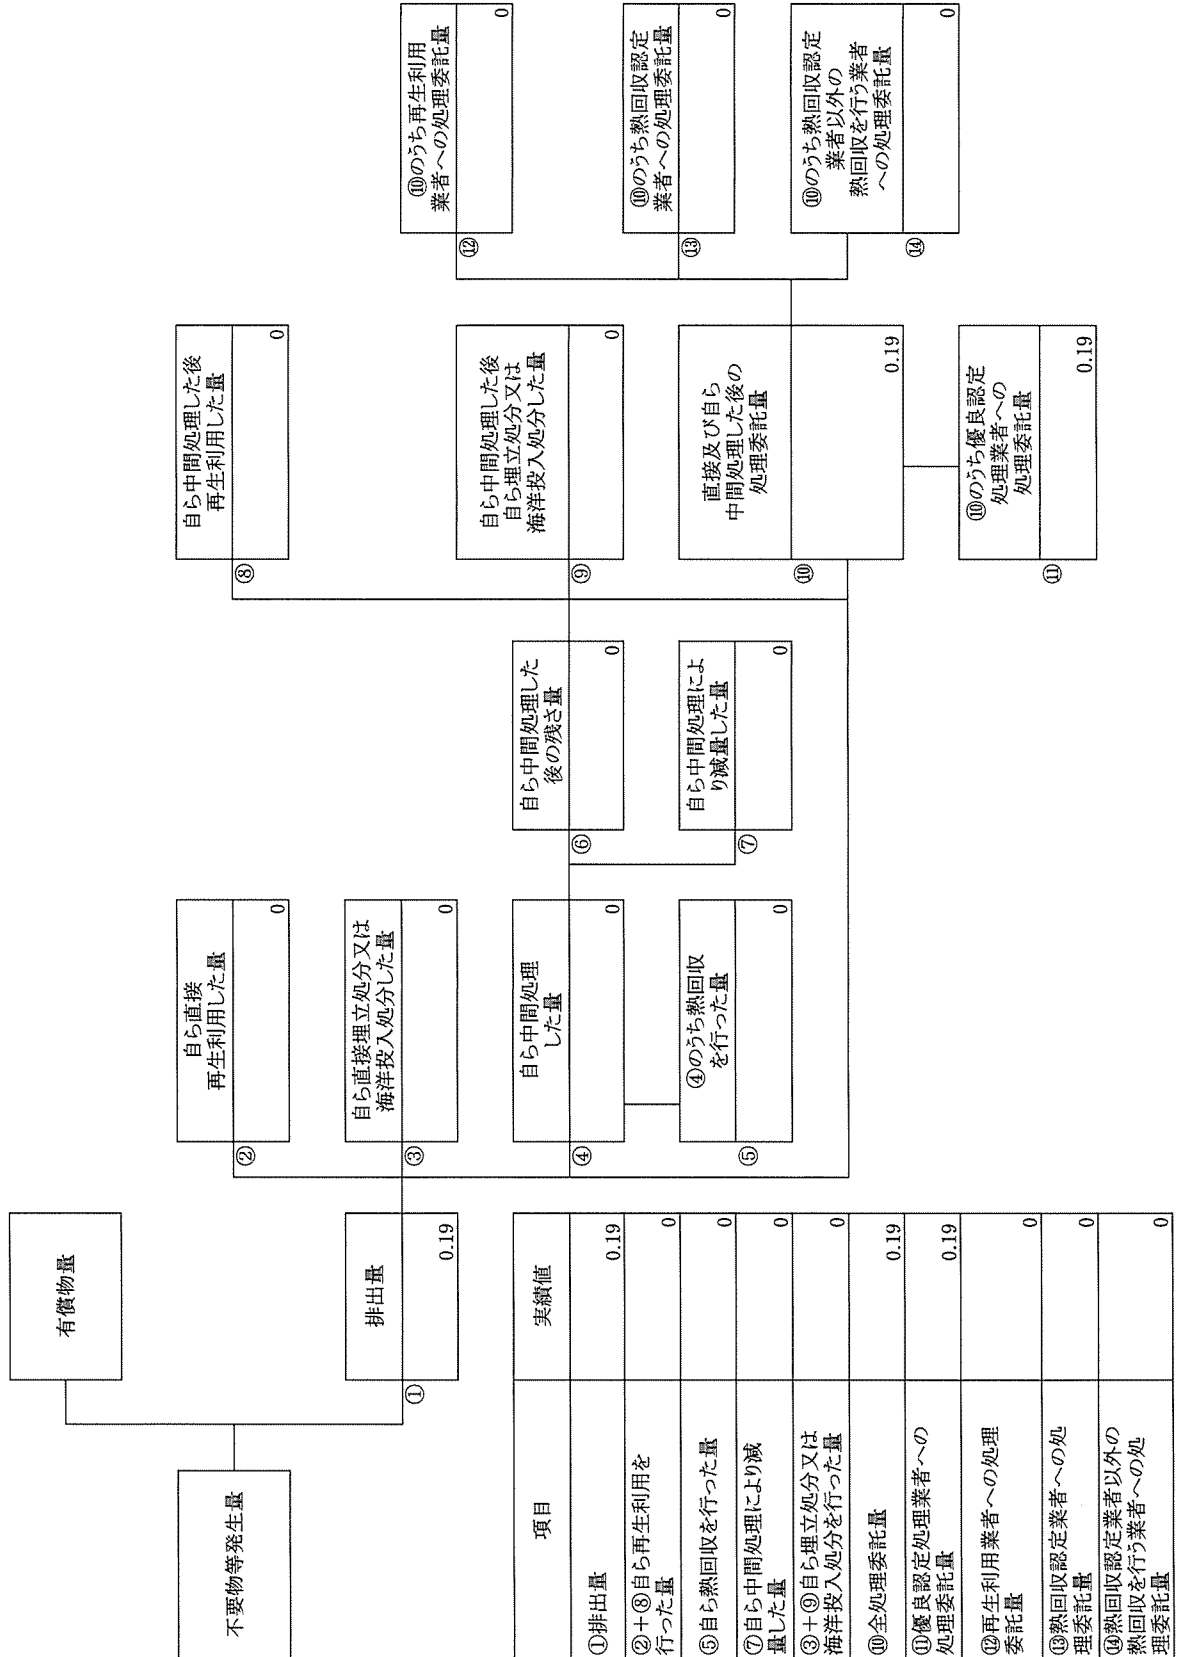 有償物量
不要物等発生量
排出量
①
0.19
自ら直接
再生利用した量
②
0
自ら直接埋立処分又は
海洋投入処分した量
③
0
自ら中間処理
した量
④
0
④のうち熱回収
を行った量
⑤
0
自ら中間処理した
後の残さ量
⑥
0
自ら中間処理によ
り減量した量
⑦
0
自ら中間処理した後
再生利用した量
⑧
0
自ら中間処理した後
自ら埋立処分又は
海洋投入処分した量
⑨
0
直接及び自ら
中間処理した後の
処理委託量
⑩
0.19
⑩のうち優良認定
処理業者への
処理委託量
⑪
0.19
⑩のうち再生利用
業者への処理委託量
⑫
0
⑩のうち熱回収認定
業者への処理委託量
⑬
0
⑩のうち熱回収認定
業者以外の
熱回収を行う業者
への処理委託量
⑭
0
項目 実績値
①排出量 0.19
②+⑧自ら再生利用を
行った量 0
⑤自ら熱回収を行った量 0
⑦自ら中間処理により減
量した量 0
③+⑨自ら埋立処分又は
海洋投入処分を行った量 0
⑩全処理委託量 0.19
⑪優良認定処理業者への
処理委託量 0.19
⑫再生利用業者への処理
委託量 0
⑬熱回収認定業者への処
理委託量 0
⑭熱回収認定業者以外の
熱回収を行う業者への処
理委託量 0